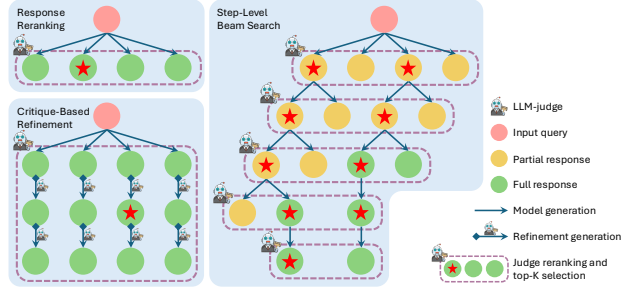 Response
Reranking
Step-Level
Beam Search
Critique-Based
Refinement
LLM-judge
Input query
Partial response
Full response
Model generation
Refinement generation
Judge reranking and
top-K selection